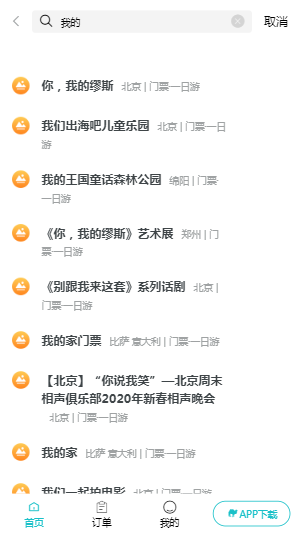 我的 取消
你，我的缪斯 北京 | 门票一日游
我们出海吧儿童乐园 北京 | 门票一日
游
我的王国童话森林公园 绵阳 | 门票
一日游
《你，我的缪斯》艺术展 郑州 | 门
票一日游
《别跟我来这套》系列话剧 北京 |
门票一日游
我的家门票 比萨 意大利 | 门票一日游
【北京】“你说我笑”—北京周末
相声俱乐部2020年新春相声晚会
北京 | 门票一日游
我的家 比萨 意大利 | 门票一日游
我们一起拍电影 北京 | 门票一日游
首页 订单 我的 APP下载